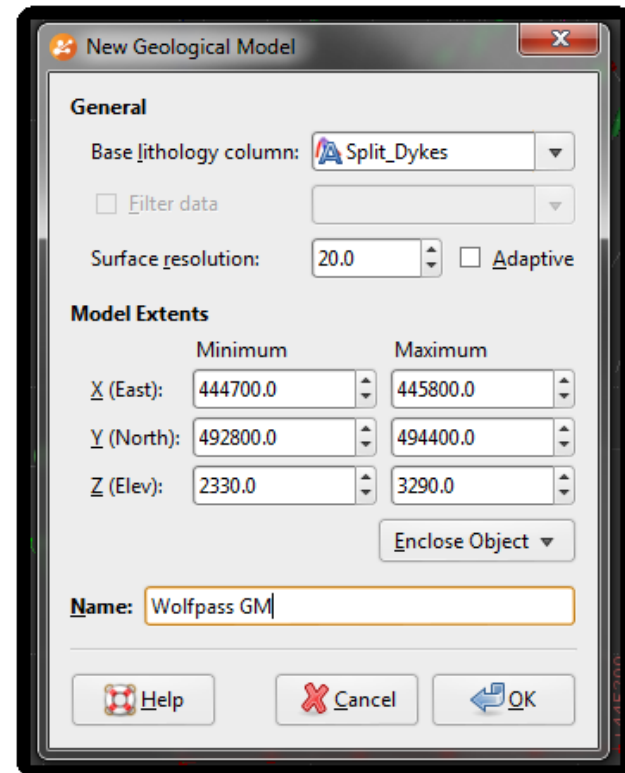 New Geological Model
General
Base lithology column: Split_Dykes
Filter data
Surface resolution: 20.0 Adaptive
Model Extents
Minimum Maximum
X (East): 444700.0 445800.0
Y (North): 492800.0 494400.0
Z (Elev): 2330.0 3290.0
Enclose Object
Name: Wolfpass GM
Help Cancel OK